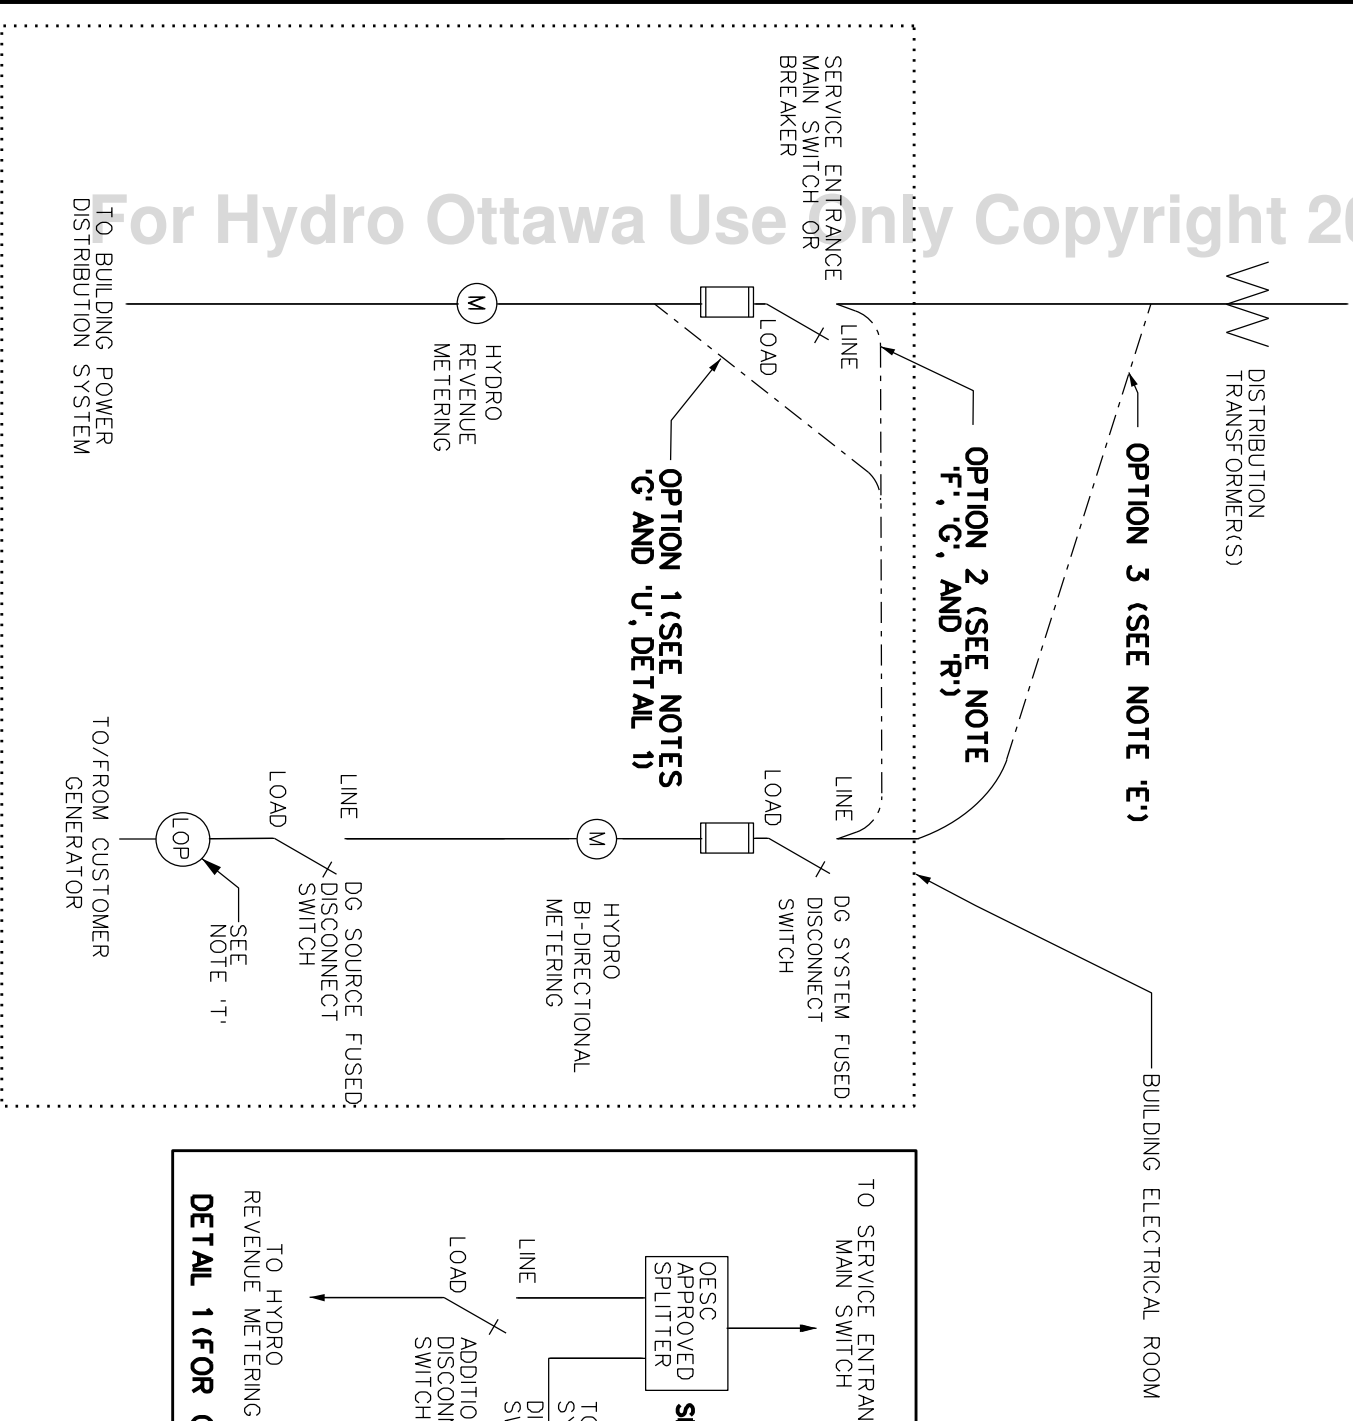 For Hydro Ottawa Use Only Copyright
DISTRIBUTION
TRANSFORMER(S)
OPTION 3 (SEE NOTE 'E')
BUILDING ELECTRICAL ROOM
OPTION 2 (SEE NOTE
'F', 'G', AND 'R')
SERVICE ENTRANCE
MAIN SWITCH OR
BREAKER
LINE
LOAD
OPTION 1 (SEE NOTES
'G' AND 'U', DETAIL 1)
M
HYDRO
REVENUE
METERING
TO BUILDING POWER
DISTRIBUTION SYSTEM
LINE
LOAD
DG SYSTEM FUSED
DISCONNECT
SWITCH
M
HYDRO
BI-DIRECTIONAL
METERING
LINE
LOAD
DG SOURCE FUSED
DISCONNECT
SWITCH
LOP
SEE
NOTE 'T'
TO/FROM CUSTOMER
GENERATOR
TO SERVICE
MAIN SWITCH
OESC
APPROVED
SPLITTER
LINE
LOAD
SWITCH
TO HYDRO
REVENUE METERING
DETAIL 1 (FOR